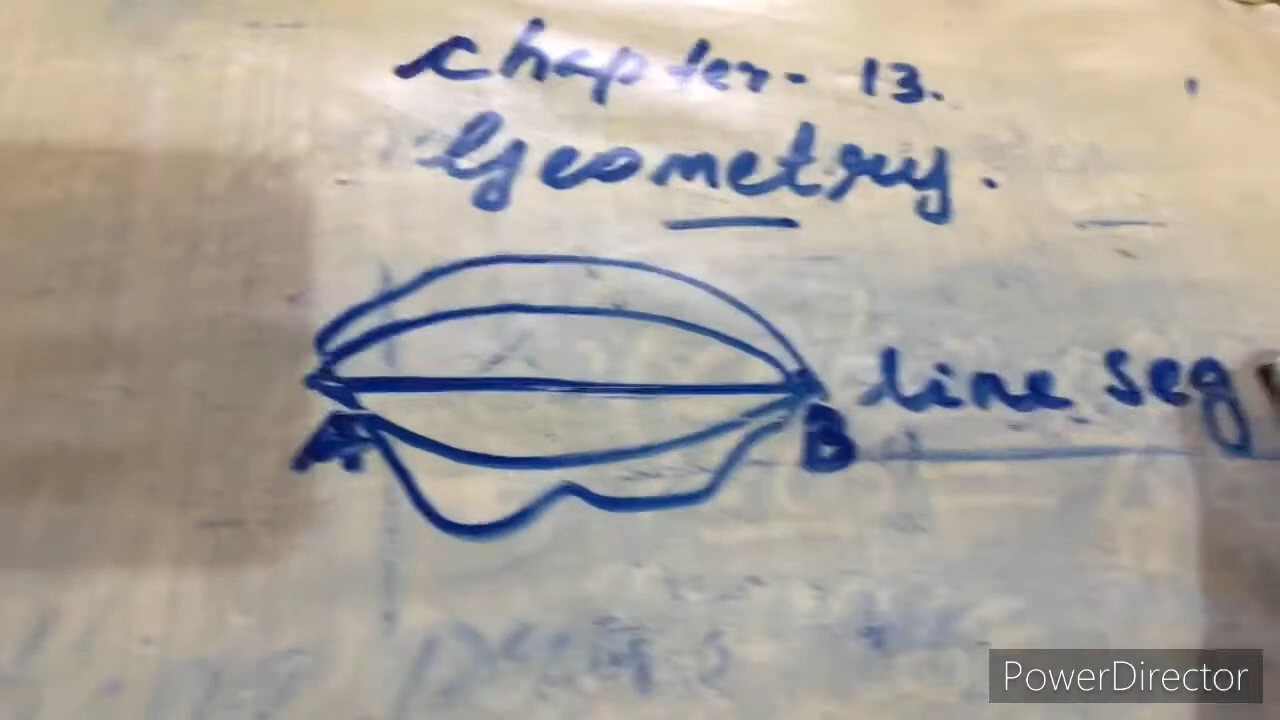 chapter- 13.
Geometry.
A
B
line seg
PowerDirector